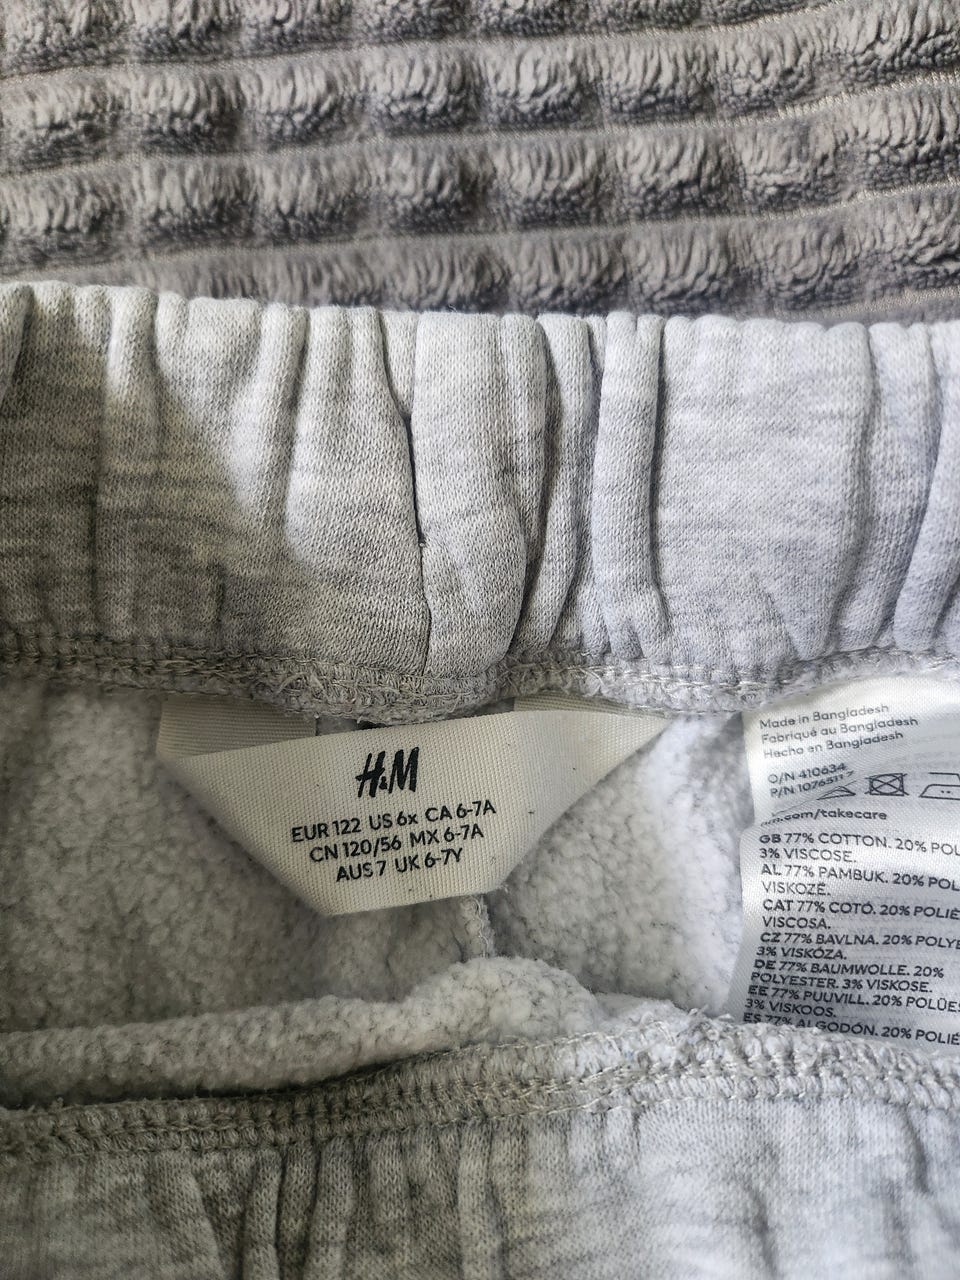 H&M
EUR 122 US 6x CA 6-7A
CN 120/56 MX 6-7A
AUS 7 UK 6-7Y
Made in Bangladesh
Fabriqué au Bangladesh
Hecho en Bangladesh
O/N 410634
P/N
.com/takecare
GB 77% COTTON. 20% POL
3% VISCOSE.
AL 77% PAMBUK. 20% POL
VISKOZË.
CAT 77% COTÓ. 20% POLIÈ
VISCOSA.
CZ 77% BAVLNA. 20% POLYE
3% VISKÓZA.
DE 77% BAUMWOLLE. 20%
POLYESTER. 3% VISKOSE.
EE 77% PUUVILL. 20% POLÜES
3% VISKOOS.
ES 77% ALGODÓN. 20% POLIÉ